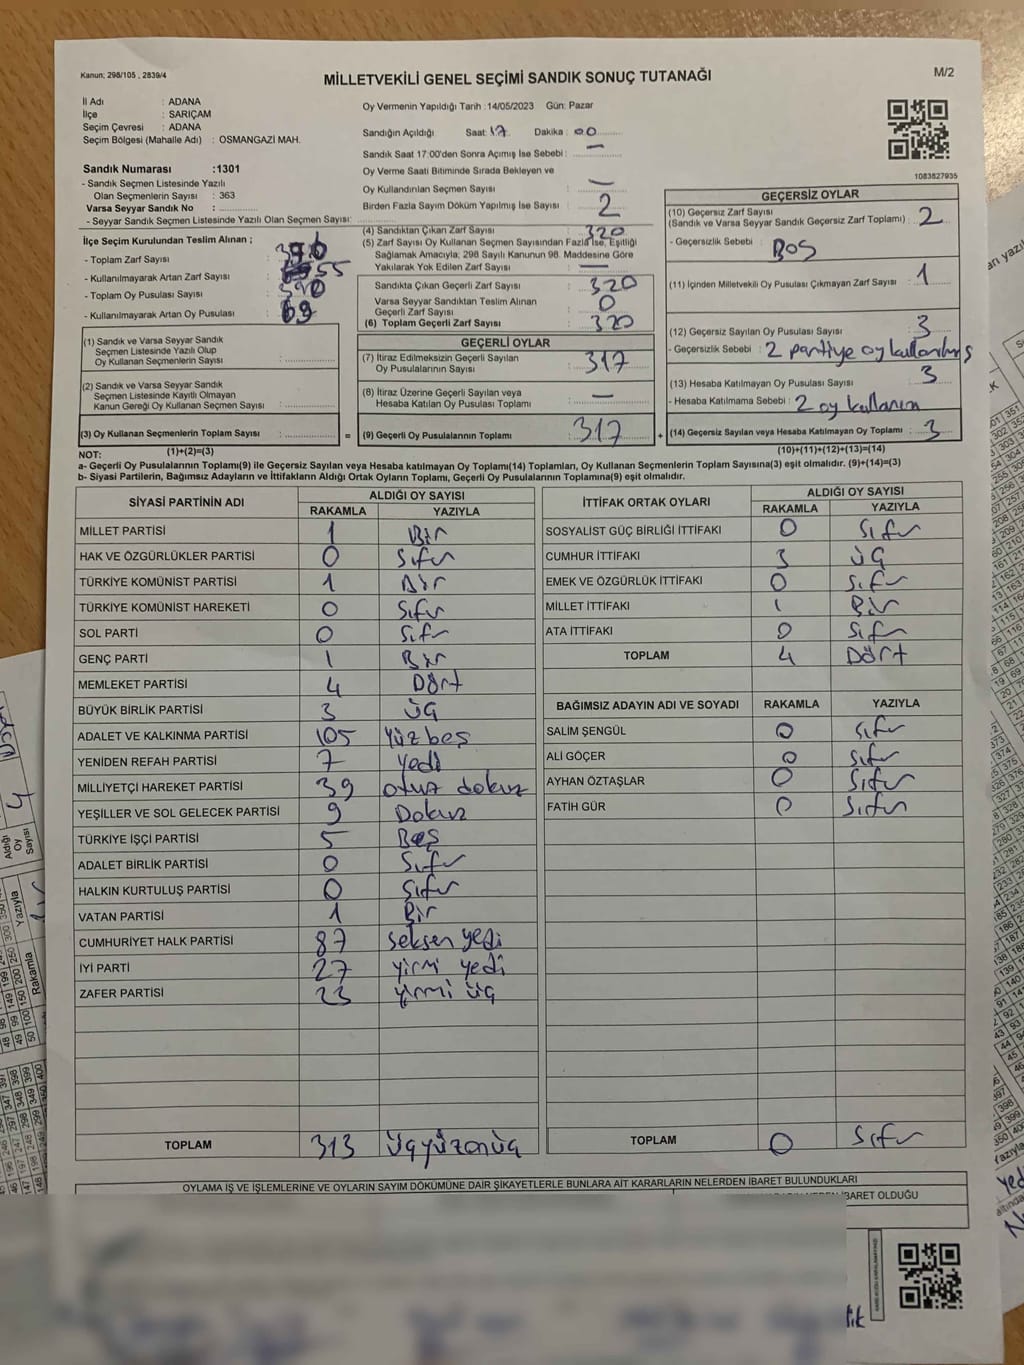 Kanun; 298/105 , 2839/4
MİLLETVEKİLİ GENEL SEÇİMİ SANDIK SONUÇ TUTANAĞI
M/2
İl Adı : ADANA
İlçe : SARIÇAM
Seçim Çevresi : ADANA
Seçim Bölgesi (Mahalle Adı) : OSMANGAZİ MAH.
Sandık Numarası :1301
- Sandık Seçmen Listesinde Yazılı
Olan Seçmenlerin Sayısı : 363
Varsa Seyyar Sandık No :
- Seyyar Sandık Seçmen Listesinde Yazılı Olan Seçmen Sayısı:
İlçe Seçim Kurulundan Teslim Alınan ;
- Toplam Zarf Sayısı :
- Kullanılmayarak Artan Zarf Sayısı : 55
- Toplam Oy Pusulası Sayısı :
- Kullanılmayarak Artan Oy Pusulası : 69
Oy Vermenin Yapıldığı Tarih :14/05/2023 Gün: Pazar
Sandığın Açıldığı Saat: 17 Dakika : 00
Sandık Saat 17:00'den Sonra Açımış İse Sebebi : —
Oy Verme Saati Bitiminde Sırada Bekleyen ve
Oy Kullandırılan Seçmen Sayısı : —
Birden Fazla Sayım Döküm Yapılmış İse Sayısı : 2
(4) Sandıktan Çıkan Zarf Sayısı : 320
(5) Zarf Sayısı Oy Kullanan Seçmen Sayısından Fazla İse, Eşitliği
Sağlamak Amacıyla; 298 Sayılı Kanunun 98. Maddesine Göre
Yakılarak Yok Edilen Zarf Sayısı : —
Sandıkta Çıkan Geçerli Zarf Sayısı : 320
Varsa Seyyar Sandıktan Teslim Alınan
Geçerli Zarf Sayısı : 0
(6) Toplam Geçerli Zarf Sayısı : 320
1083827935
GEÇERSİZ OYLAR
(10) Geçersiz Zarf Sayısı
(Sandık ve Varsa Seyyar Sandık Geçersiz Zarf Toplamı) : 2
- Geçersizlik Sebebi : BOS
(11) İçinden Milletvekili Oy Pusulası Çıkmayan Zarf Sayısı : 1
(12) Geçersiz Sayılan Oy Pusulası Sayısı : 3
- Geçersizlik Sebebi : 2 partiye oy kullanılmış
(13) Hesaba Katılmayan Oy Pusulası Sayısı : 3
- Hesaba Katılmama Sebebi : 2 oy kullanım
(14) Geçersiz Sayılan veya Hesaba Katılmayan Oy Toplamı : 3
(1) Sandık ve Varsa Seyyar Sandık
Seçmen Listesinde Yazılı Olup
Oy Kullanan Seçmenlerin Sayısı :
(2) Sandık ve Varsa Seyyar Sandık
Seçmen Listesinde Kayıtlı Olmayan
Kanun Gereği Oy Kullanan Seçmen Sayısı :
(3) Oy Kullanan Seçmenlerin Toplam Sayısı : =
GEÇERLİ OYLAR
(7) İtiraz Edilmeksizin Geçerli Sayılan
Oy Pusulalarının Sayısı : 317
(8) İtiraz Üzerine Geçerli Sayılan veya
Hesaba Katılan Oy Pusulası Toplamı : —
(9) Geçerli Oy Pusulalarının Toplamı : 317 +
NOT: (1)+(2)=(3) (10)+(11)+(12)+(13)=(14)
a- Geçerli Oy Pusulalarının Toplamı(9) ile Geçersiz Sayılan veya Hesaba katılmayan Oy Toplamı(14) Toplamları, Oy Kullanan Seçmenlerin Toplam Sayısına(3) eşit olmalıdır. (9)+(14)=(3)
b- Siyasi Partilerin, Bağımsız Adayların ve İttifakların Aldığı Ortak Oyların Toplamı, Geçerli Oy Pusulalarının Toplamına(9) eşit olmalıdır.
SİYASİ PARTİNİN ADI ALDIĞI OY SAYISI
RAKAMLA YAZIYLA
MİLLET PARTİSİ 1 Bir
HAK VE ÖZGÜRLÜKLER PARTİSİ 0 Sıfır
TÜRKİYE KOMÜNİST PARTİSİ 1 Bir
TÜRKİYE KOMÜNİST HAREKETİ 0 Sıfır
SOL PARTİ 0 Sıfır
GENÇ PARTİ 1 Bir
MEMLEKET PARTİSİ 4 Dört
BÜYÜK BİRLİK PARTİSİ 3 üç
ADALET VE KALKINMA PARTİSİ 105 Yüzbeş
YENİDEN REFAH PARTİSİ 7 Yedi
MİLLİYETÇİ HAREKET PARTİSİ 39 otuz dokuz
YEŞİLLER VE SOL GELECEK PARTİSİ 9 Dokuz
TÜRKİYE İŞÇİ PARTİSİ 5 Beş
ADALET BİRLİK PARTİSİ 0 Sıfır
HALKIN KURTULUŞ PARTİSİ 0 Sıfır
VATAN PARTİSİ 1 Bir
CUMHURİYET HALK PARTİSİ 87 seksen yedi
İYİ PARTİ 27 yirmi yedi
ZAFER PARTİSİ 23 yirmi üç
TOPLAM 313 üçyüzonüç
İTTİFAK ORTAK OYLARI ALDIĞI OY SAYISI
RAKAMLA YAZIYLA
SOSYALİST GÜÇ BİRLİĞİ İTTİFAKI 0 Sıfır
CUMHUR İTTİFAKI 3 üç
EMEK VE ÖZGÜRLÜK İTTİFAKI 0 Sıfır
MİLLET İTTİFAKI 1 Bir
ATA İTTİFAKI 0 Sıfır
TOPLAM 4 Dört
BAĞIMSIZ ADAYIN ADI VE SOYADI RAKAMLA YAZIYLA
SALIM ŞENGÜL 0 Sıfır
ALİ GÖÇER 0 Sıfır
AYHAN ÖZTAŞLAR 0 Sıfır
FATİH GÜR 0 Sıfır
TOPLAM 0 Sıfır
OYLAMA İŞ VE İŞLEMLERİNE VE OYLARIN SAYIM DÖKÜMÜNE DAİR ŞİKAYETLERLE BUNLARA AİT KARARLARIN NELERDEN İBARET BULUNDUKLARI
İBARET OLDUĞU